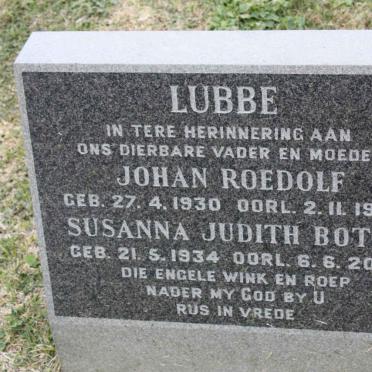 LUBBE
IN TERE HERINNERING AAN
ONS DIERBARE VADER EN MOEDE
JOHAN ROEDOLF
GEB. 27. 4. 1930 OORL. 2. 11. 19
SUSANNA JUDITH BOT
GEB. 21. 5. 1934 OORL. 6. 6. 20
DIE ENGELE WINK EN ROEP
NADER MY GOD BY U
RUS IN VREDE